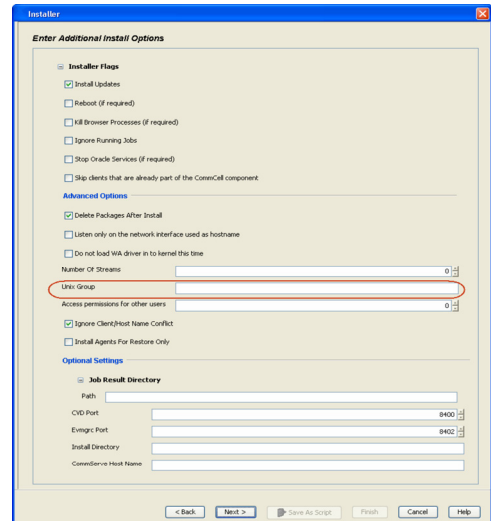 Installer
Enter Additional Install Options
Installer Flags
Install Updates
Reboot (if required)
Kill Browser Processes (if required)
Ignore Running Jobs
Stop Oracle Services (if required)
Skip clients that are already part of the CommCell component
Advanced Options
Delete Packages After Install
Listen only on the network interface used as hostname
Do not load WA driver in to kernel this time
Number Of Streams 0
Unix Group
Access permissions for other users 0
Ignore Client/Host Name Conflict
Install Agents For Restore Only
Optional Settings
Job Result Directory
Path
CVD Port 8400
Evmgrc Port 8402
Install Directory
CommServe Host Name
< Back Next > Save As Script Finish Cancel Help